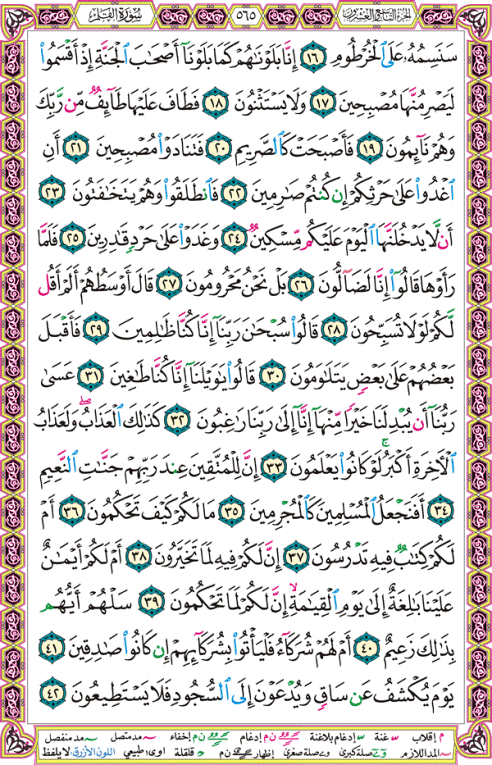 الجزء التاسع والعشرون ٥٦٥ سورة القلم
سَنَسِمُهُۥ عَلَى ٱلْخُرْطُومِ ١٦ إِنَّا بَلَوْنَٰهُمْ كَمَا بَلَوْنَآ أَصْحَٰبَ ٱلْجَنَّةِ إِذْ أَقْسَمُوا۟
لَيَصْرِمُنَّهَا مُصْبِحِينَ ١٧ وَلَا يَسْتَثْنُونَ ١٨ فَطَافَ عَلَيْهَا طَآئِفٌ مِّن رَّبِّكَ
وَهُمْ نَآئِمُونَ ١٩ فَأَصْبَحَتْ كَٱلصَّرِيمِ ٢٠ فَتَنَادَوْا۟ مُصْبِحِينَ ٢١ أَنِ
ٱغْدُوا۟ عَلَىٰ حَرْثِكُمْ إِن كُنتُمْ صَٰرِمِينَ ٢٢ فَٱنطَلَقُوا۟ وَهُمْ يَتَخَٰفَتُونَ ٢٣
أَن لَّا يَدْخُلَنَّهَا ٱلْيَوْمَ عَلَيْكُم مِّسْكِينٌ ٢٤ وَغَدَوْا۟ عَلَىٰ حَرْدٍ قَٰدِرِينَ ٢٥ فَلَمَّا
رَأَوْهَا قَالُوٓا۟ إِنَّا لَضَآلُّونَ ٢٦ بَلْ نَحْنُ مَحْرُومُونَ ٢٧ قَالَ أَوْسَطُهُمْ أَلَمْ أَقُل
لَّكُمْ لَوْلَا تُسَبِّحُونَ ٢٨ قَالُوا۟ سُبْحَٰنَ رَبِّنَآ إِنَّا كُنَّا ظَٰلِمِينَ ٢٩ فَأَقْبَلَ
بَعْضُهُمْ عَلَىٰ بَعْضٍ يَتَلَٰوَمُونَ ٣٠ قَالُوا۟ يَٰوَيْلَنَآ إِنَّا كُنَّا طَٰغِينَ ٣١ عَسَىٰ
رَبُّنَآ أَن يُبْدِلَنَا خَيْرًا مِّنْهَآ إِنَّآ إِلَىٰ رَبِّنَا رَٰغِبُونَ ٣٢ كَذَٰلِكَ ٱلْعَذَابُ ۖ وَلَعَذَابُ
ٱلْءَاخِرَةِ أَكْبَرُ ۚ لَوْ كَانُوا۟ يَعْلَمُونَ ٣٣ إِنَّ لِلْمُتَّقِينَ عِندَ رَبِّهِمْ جَنَّٰتِ ٱلنَّعِيمِ
٣٤ أَفَنَجْعَلُ ٱلْمُسْلِمِينَ كَٱلْمُجْرِمِينَ ٣٥ مَا لَكُمْ كَيْفَ تَحْكُمُونَ ٣٦ أَمْ
لَكُمْ كِتَٰبٌ فِيهِ تَدْرُسُونَ ٣٧ إِنَّ لَكُمْ فِيهِ لَمَا تَخَيَّرُونَ ٣٨ أَمْ لَكُمْ أَيْمَٰنٌ
عَلَيْنَا بَٰلِغَةٌ إِلَىٰ يَوْمِ ٱلْقِيَٰمَةِ ۙ إِنَّ لَكُمْ لَمَا تَحْكُمُونَ ٣٩ سَلْهُمْ أَيُّهُم
بِذَٰلِكَ زَعِيمٌ ٤٠ أَمْ لَهُمْ شُرَكَآءُ فَلْيَأْتُوا۟ بِشُرَكَآئِهِمْ إِن كَانُوا۟ صَٰدِقِينَ ٤١
يَوْمَ يُكْشَفُ عَن سَاقٍ وَيُدْعَوْنَ إِلَى ٱلسُّجُودِ فَلَا يَسْتَطِيعُونَ ٤٢
م إقلاب غنة إدغام بلاغنة ن م إدغام ن م إخفاء مد متصل مد منفصل
المد اللازم صلة كبرى صلة صغرى إظهار ن م قلقلة اوى: طبيعي اللون الأزرق: لا يلفظ